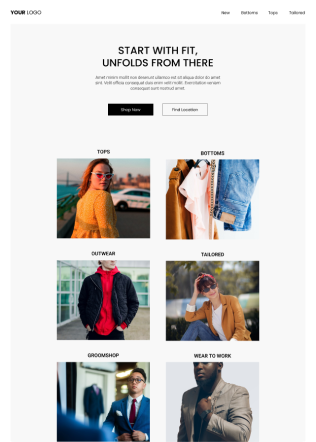 YOUR LOGO
New Bottoms Tops Tailored
START WITH FIT,
UNFOLDS FROM THERE
Amet minim mollit non deserunt ullamco est sit aliqua dolor do amet
sint. Velit officia consequat duis enim velit mollit. Exercitation veniam
consequat sunt nostrud amet.
Shop Now
Find Location
TOPS
BOTTOMS
OUTWEAR
TAILORED
GROOMSHOP
WEAR TO WORK